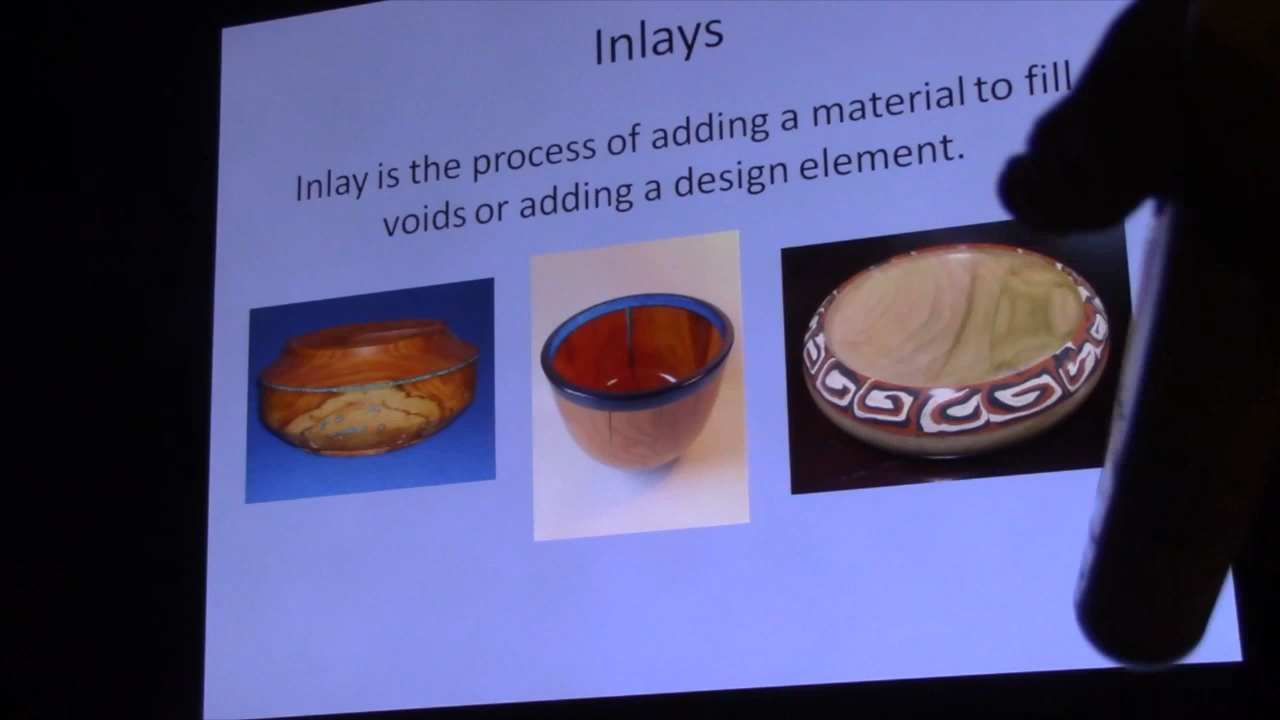 Inlays
Inlay is the process of adding a material to fill
voids or adding a design element.